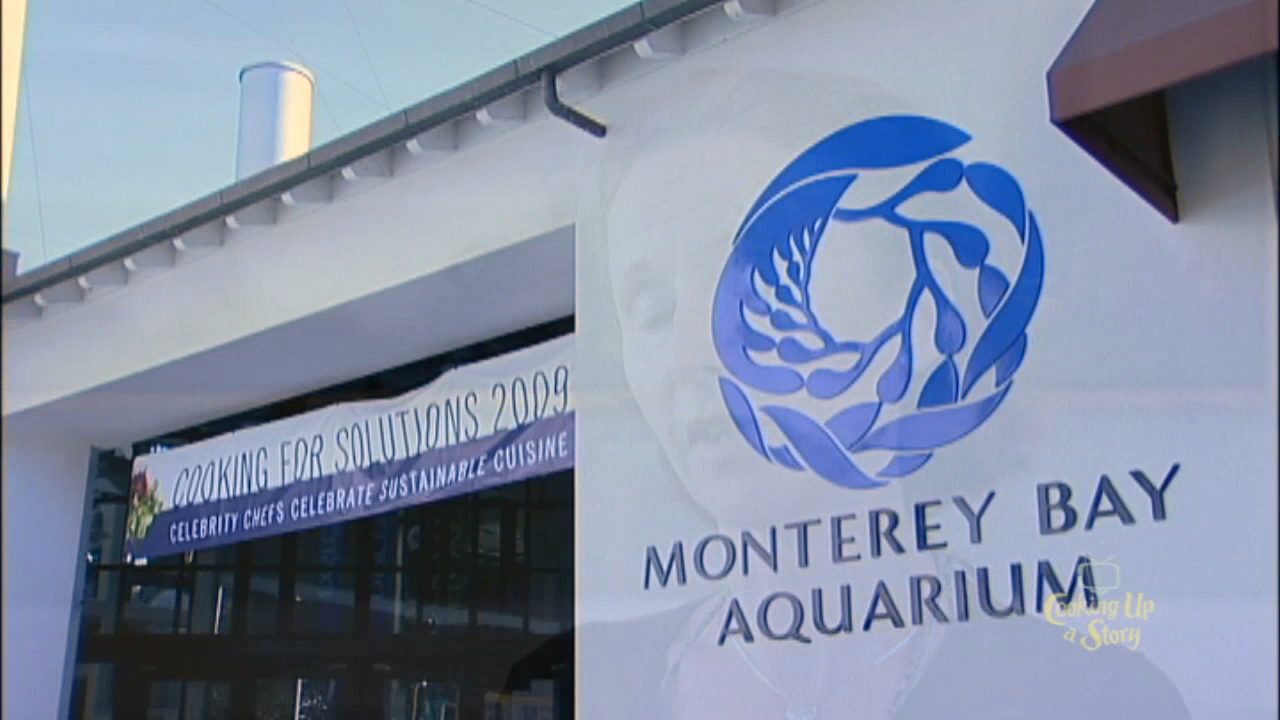 COOKING FOR SOLUTIONS 2009
CELEBRITY CHEFS CELEBRATE SUSTAINABLE CUISINE
MONTEREY BAY
AQUARIUM
Cooking Up
a Story